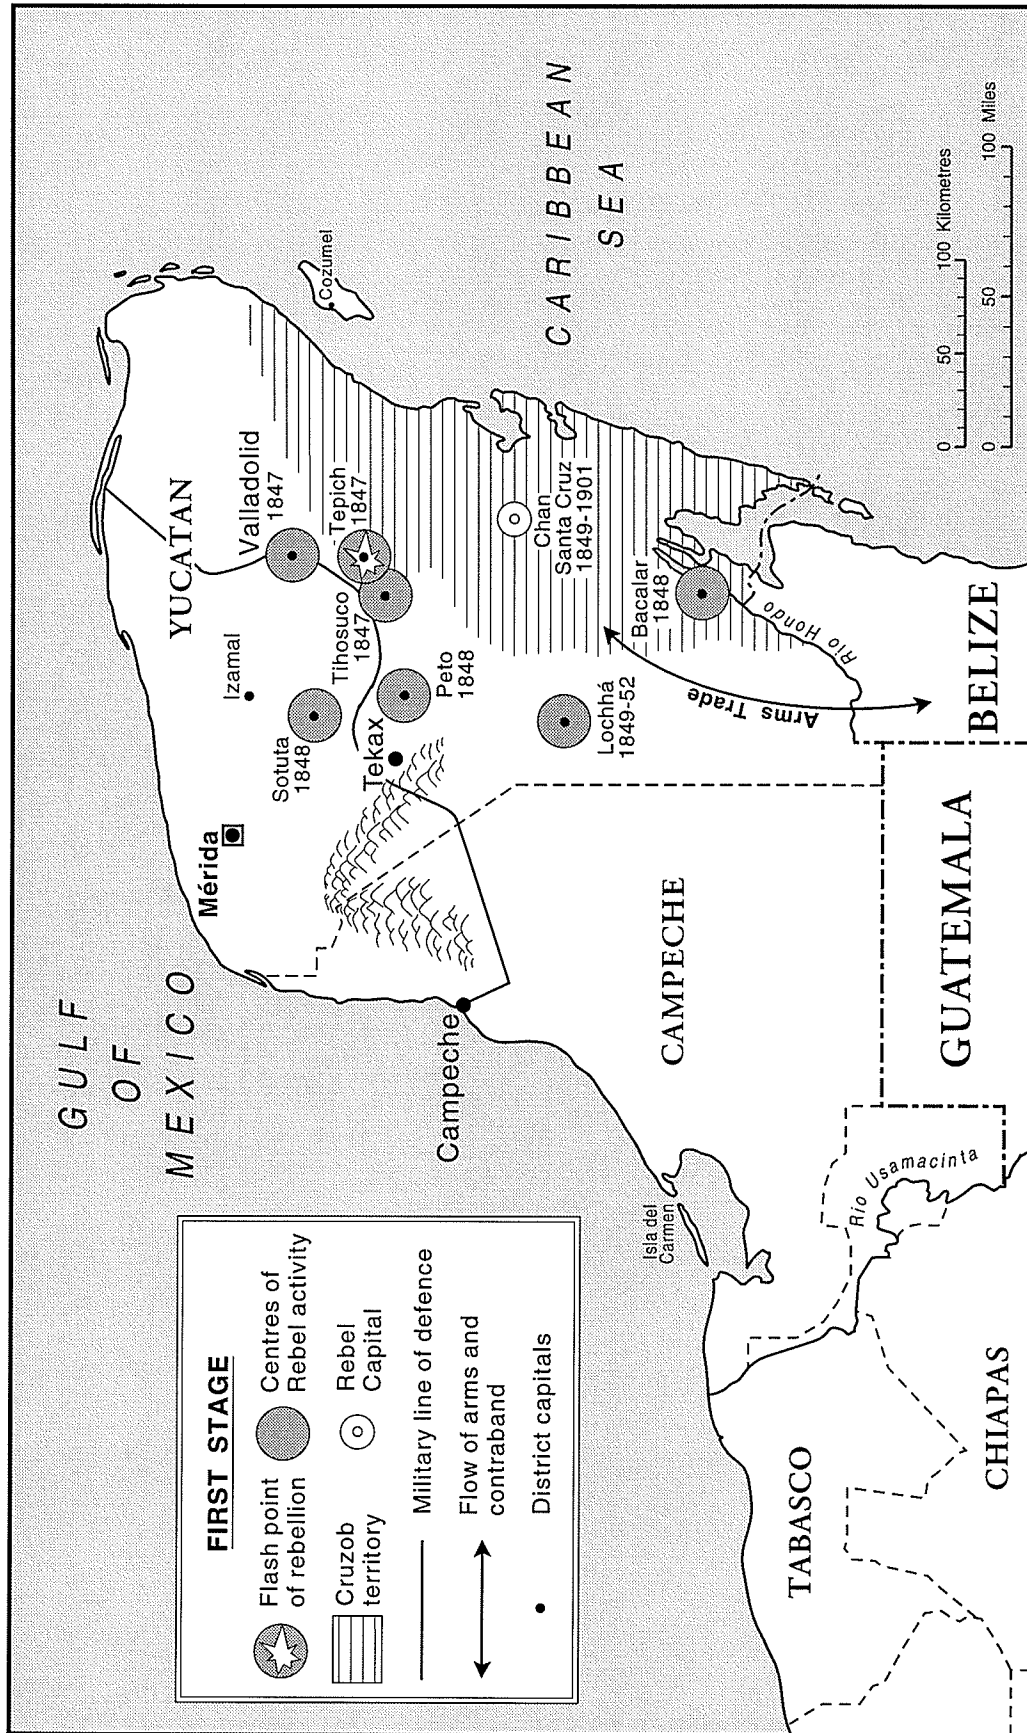 GULF
OF
MEXICO
CARIBBEAN
SEA
YUCATAN
Mérida
Izamal
Valladolid
1847
Tepich
1847
Tihosuco
1847
Sotuta
1848
Peto
1848
Tekax
Cozumel
Chan
Santa Cruz
1849-1901
Lochhá
1849-52
Bacalar
1848
Arms Trade
Rio Hondo
Campeche
CAMPECHE
Isla del
Carmen
Rio Usamacinta
TABASCO
CHIAPAS
GUATEMALA
BELIZE
FIRST STAGE
Flash point
of rebellion
Centres of
Rebel activity
Cruzob
territory
Rebel
Capital
Military line of defence
Flow of arms and
contraband
District capitals
0 50 100 Kilometres
0 50 100 Miles